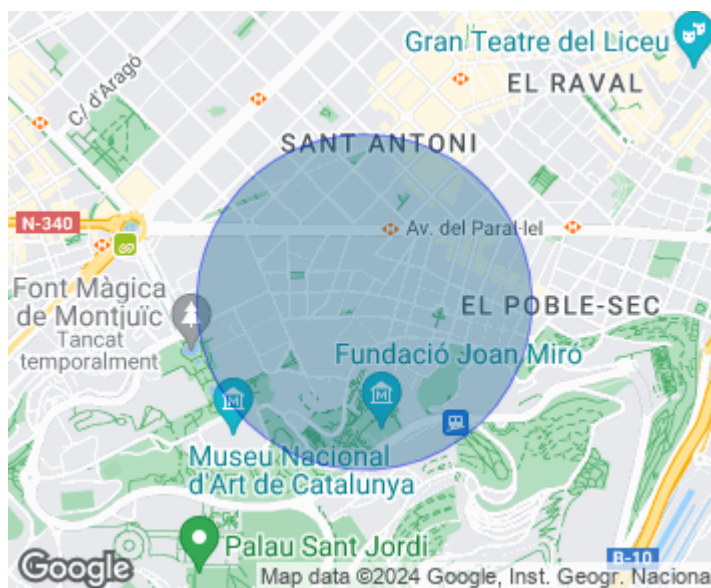 Gran Teatre del Liceu
EL RAVAL
C/ d'Aragó
SANT ANTONI
N-340
Av. del Paral·lel
Font Màgica
de Montjuïc
Tancat
temporalment
EL POBLE-SEC
Fundació Joan Miró
Museu Nacional
d'Art de Catalunya
Palau Sant Jordi
B-10
Google
Map data ©2024 Google, Inst. Geogr. Naciona